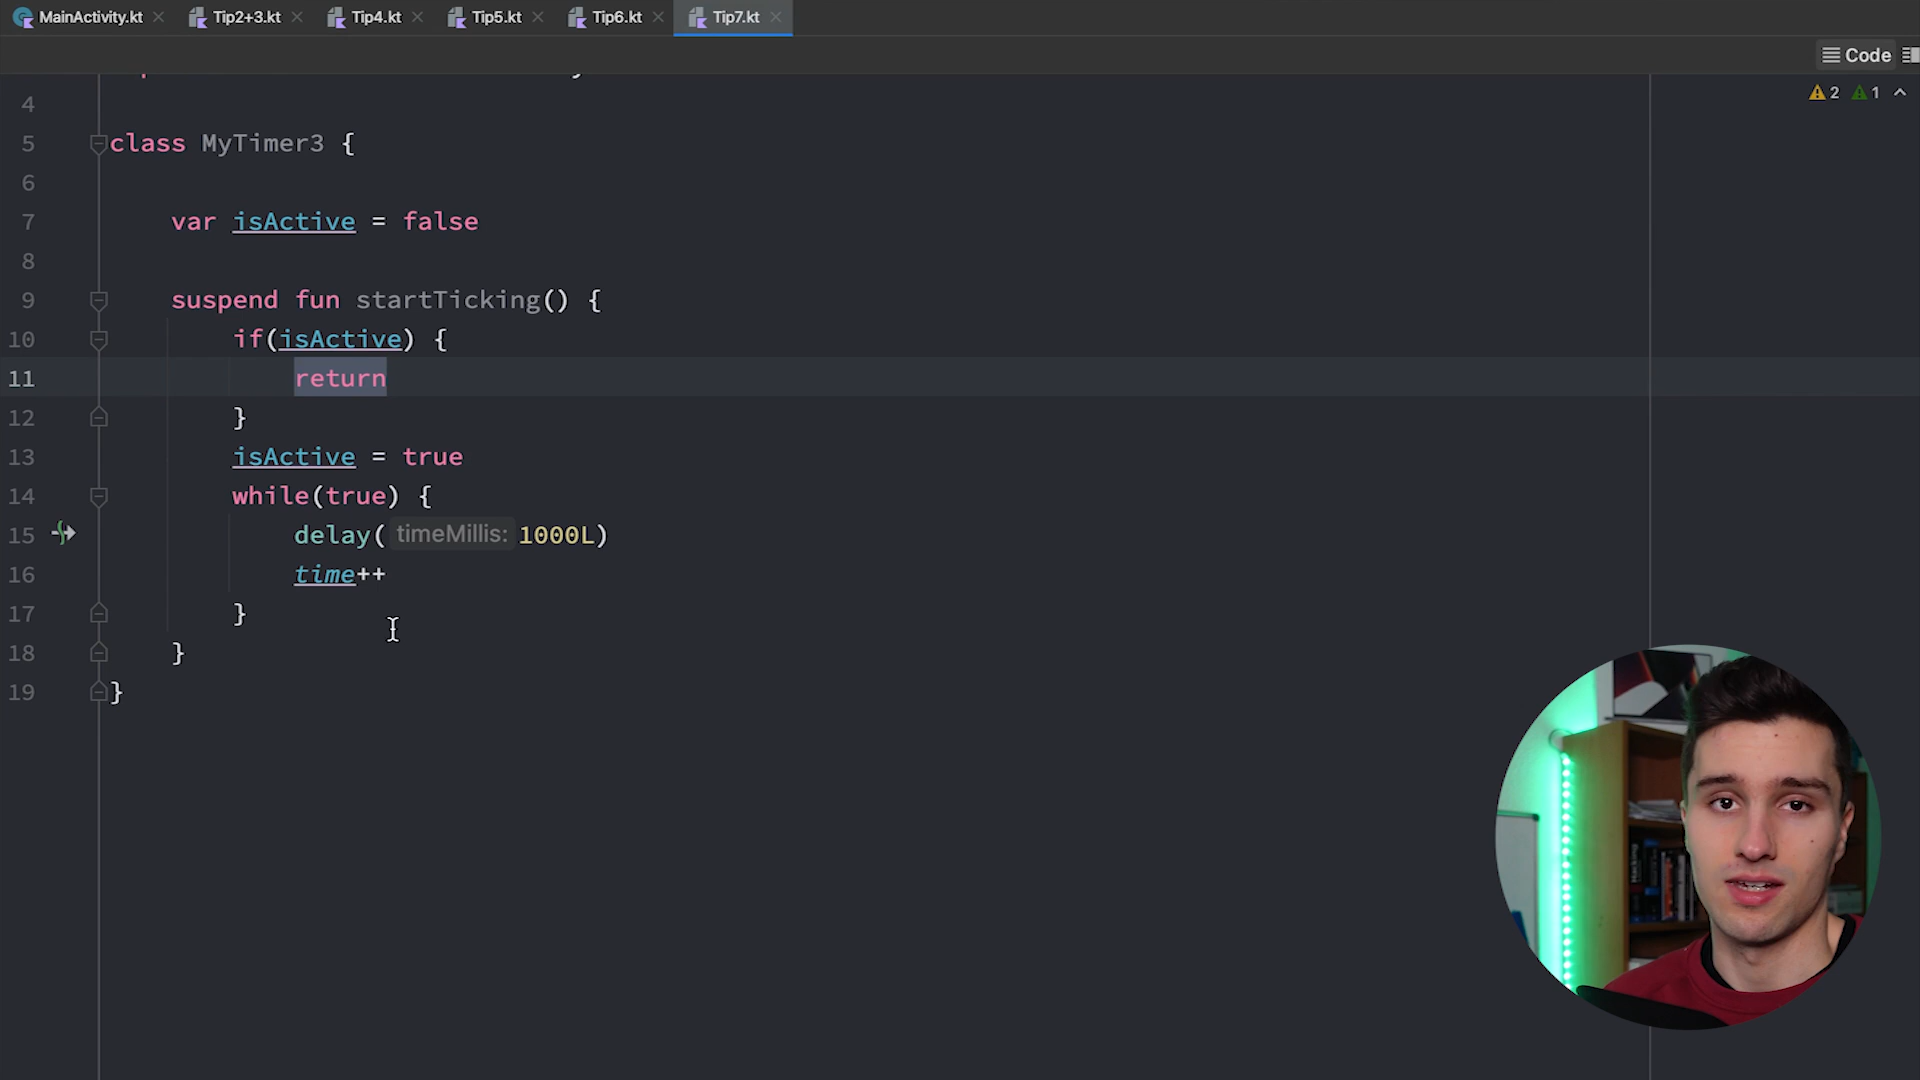 MainActivity.kt Tip2+3.kt Tip4.kt Tip5.kt Tip6.kt Tip7.kt
Code
2 1
4
5 class MyTimer3 {
6
7 var isActive = false
8
9 suspend fun startTicking() {
10 if(isActive) {
11 return
12 }
13 isActive = true
14 while(true) {
15 delay( timeMillis: 1000L)
16 time++
17 }
18 }
19 }